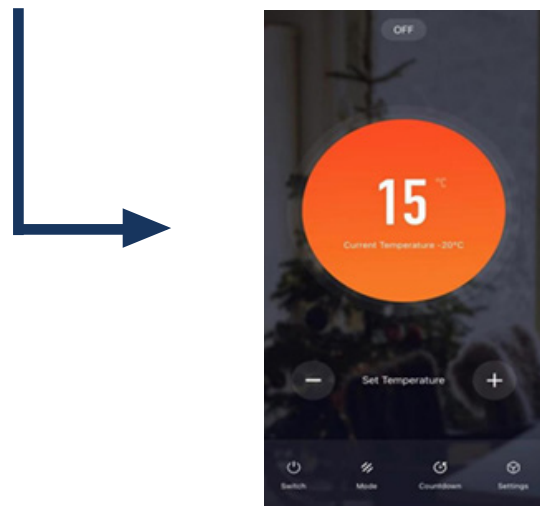 OFF
15 °C
Current Temperature -20°C
− Set Temperature +
Switch Mode Countdown Settings